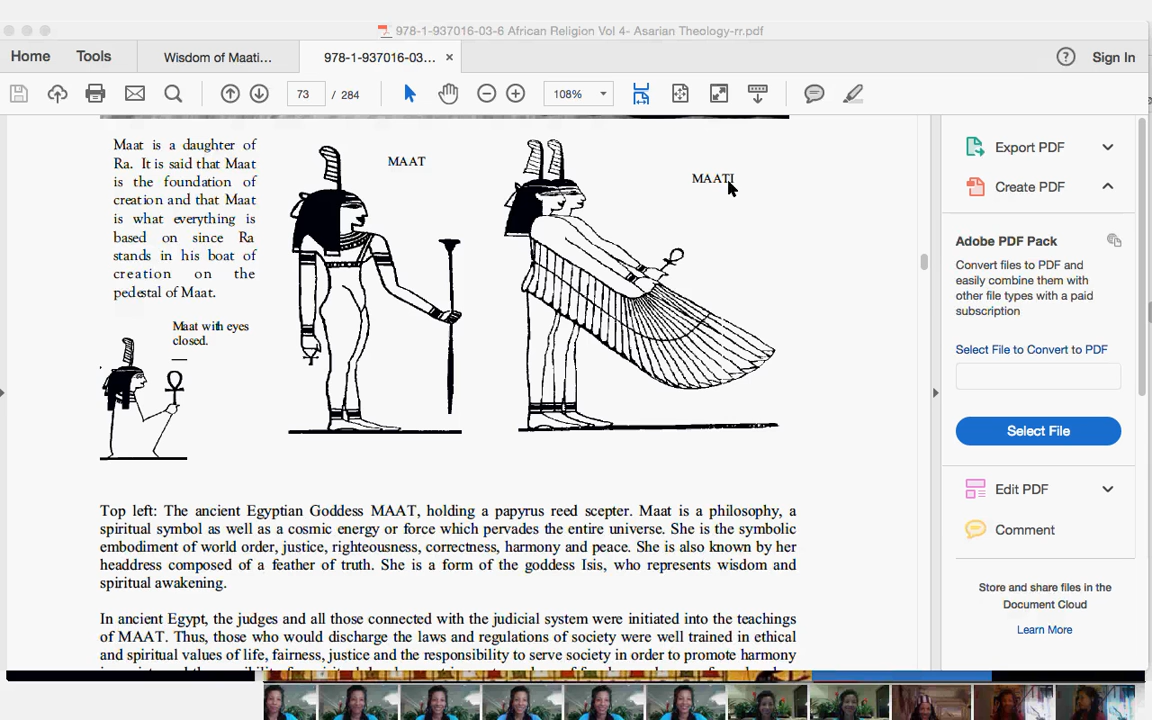 978-1-937016-03-6 African Religion Vol 4- Asarian Theology-rr.pdf
Home
Tools
Wisdom of Maati...
978-1-937016-03...
×
Sign In
73 / 284
108%
Maat is a daughter of
Ra. It is said that Maat
is the foundation of
creation and that Maat
is what everything is
based on since Ra
stands in his boat of
creation on the
pedestal of Maat.
Maat with eyes
closed.
MAAT
MAATI
Top left: The ancient Egyptian Goddess MAAT, holding a papyrus reed scepter. Maat is a philosophy, a
spiritual symbol as well as a cosmic energy or force which pervades the entire universe. She is the symbolic
embodiment of world order, justice, righteousness, correctness, harmony and peace. She is also known by her
headdress composed of a feather of truth. She is a form of the goddess Isis, who represents wisdom and
spiritual awakening.
In ancient Egypt, the judges and all those connected with the judicial system were initiated into the teachings
of MAAT. Thus, those who would discharge the laws and regulations of society were well trained in ethical
and spiritual values of life, fairness, justice and the responsibility to serve society in order to promote harmony
Export PDF
Create PDF
Adobe PDF Pack
Convert files to PDF and
easily combine them with
other file types with a paid
subscription
Select File to Convert to PDF
Select File
Edit PDF
Comment
Store and share files in the
Document Cloud
Learn More